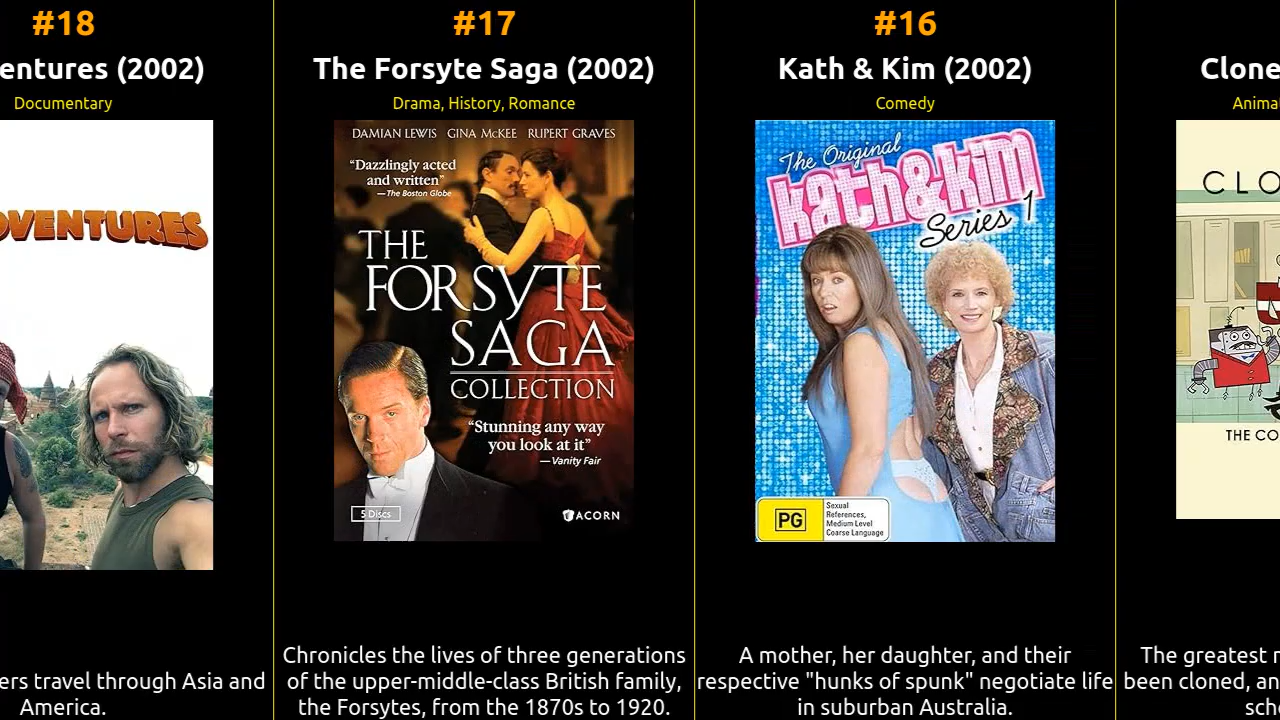 #18
entures (2002)
Documentary
DVENTURES
ers travel through Asia and
America.
#17
The Forsyte Saga (2002)
Drama, History, Romance
DAMIAN LEWIS GINA McKEE RUPERT GRAVES
“Dazzlingly acted
and written”
—The Boston Globe
THE
FORSYTE
SAGA
COLLECTION
“Stunning any way
you look at it”
—Vanity Fair
5 Discs
ACORN
Chronicles the lives of three generations
of the upper-middle-class British family,
the Forsytes, from the 1870s to 1920.
#16
Kath & Kim (2002)
Comedy
The Original
kath&kim
Series 1
PG
Sexual
References,
Medium Level
Coarse Language
A mother, her daughter, and their
respective "hunks of spunk" negotiate life
in suburban Australia.
Clone
Anima
CLO
THE CO
The greatest
been cloned, an
sch